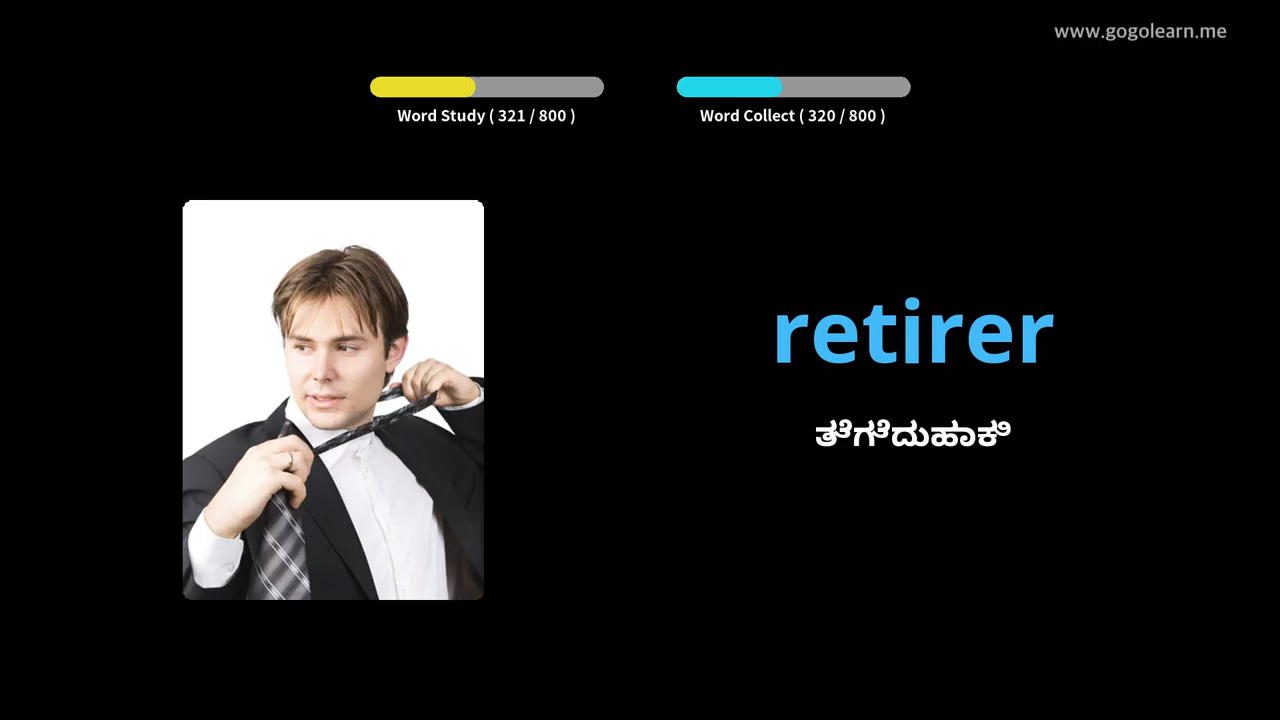 www.gogolearn.me
Word Study ( 321 / 800 )
Word Collect ( 320 / 800 )
retirer
ತೆಗೆದುಹಾಕಿ